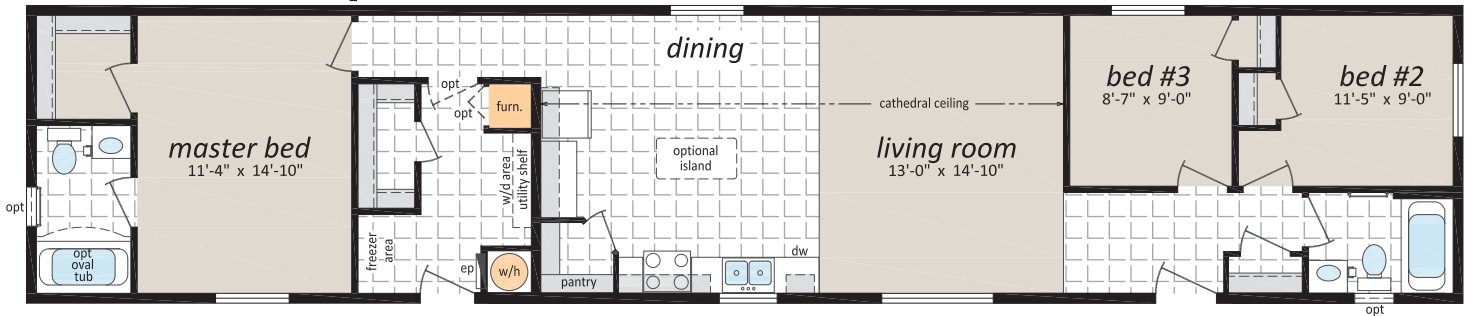 master bed
11'-4" x 14'-10"
opt
opt
oval
tub
opt
opt
furn.
w/d area
utility shelf
freezer
area
ep
w/h
dining
cathedral ceiling
optional
island
pantry
dw
living room
13'-0" x 14'-10"
bed #3
8'-7" x 9'-0"
bed #2
11'-5" x 9'-0"
opt